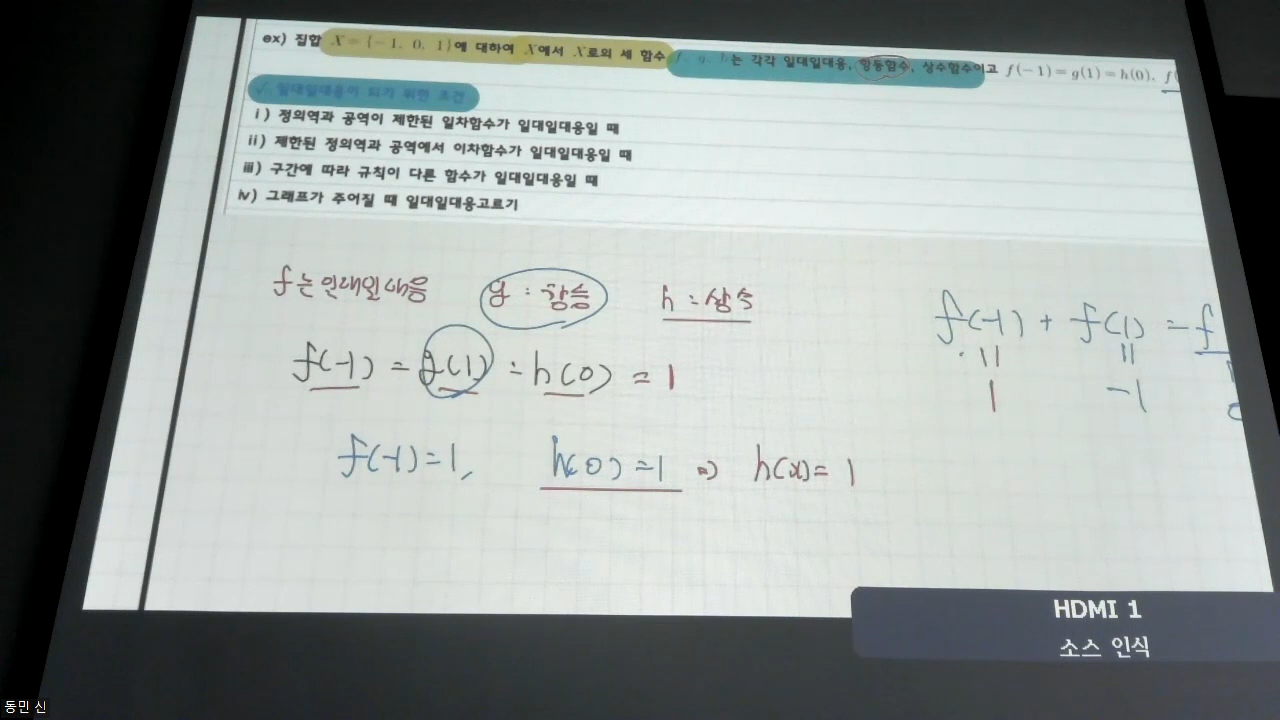 ex) 집합 X = {-1, 0, 1}에 대하여 X에서 X로의 세 함수 f, g, h는 각각 일대일대응, 항등함수, 상수함수이고 f(-1) = g(1) = h(0), f(
✓ 일대일대응이 되기 위한 조건
ⅰ) 정의역과 공역이 제한된 일차함수가 일대일대응일 때
ⅱ) 제한된 정의역과 공역에서 이차함수가 일대일대응일 때
ⅲ) 구간에 따라 규칙이 다른 함수가 일대일대응일 때
ⅳ) 그래프가 주어질 때 일대일대응고르기
f는 일대일 대응 g : 항등 h : 상수
f(-1) + f(1) = f
f(-1) = g(1) = h(0) = 1
1 -1
f(-1)=1, h(0)=1 ⇒ h(x)= 1
HDMI 1
소스 인식
동민 신